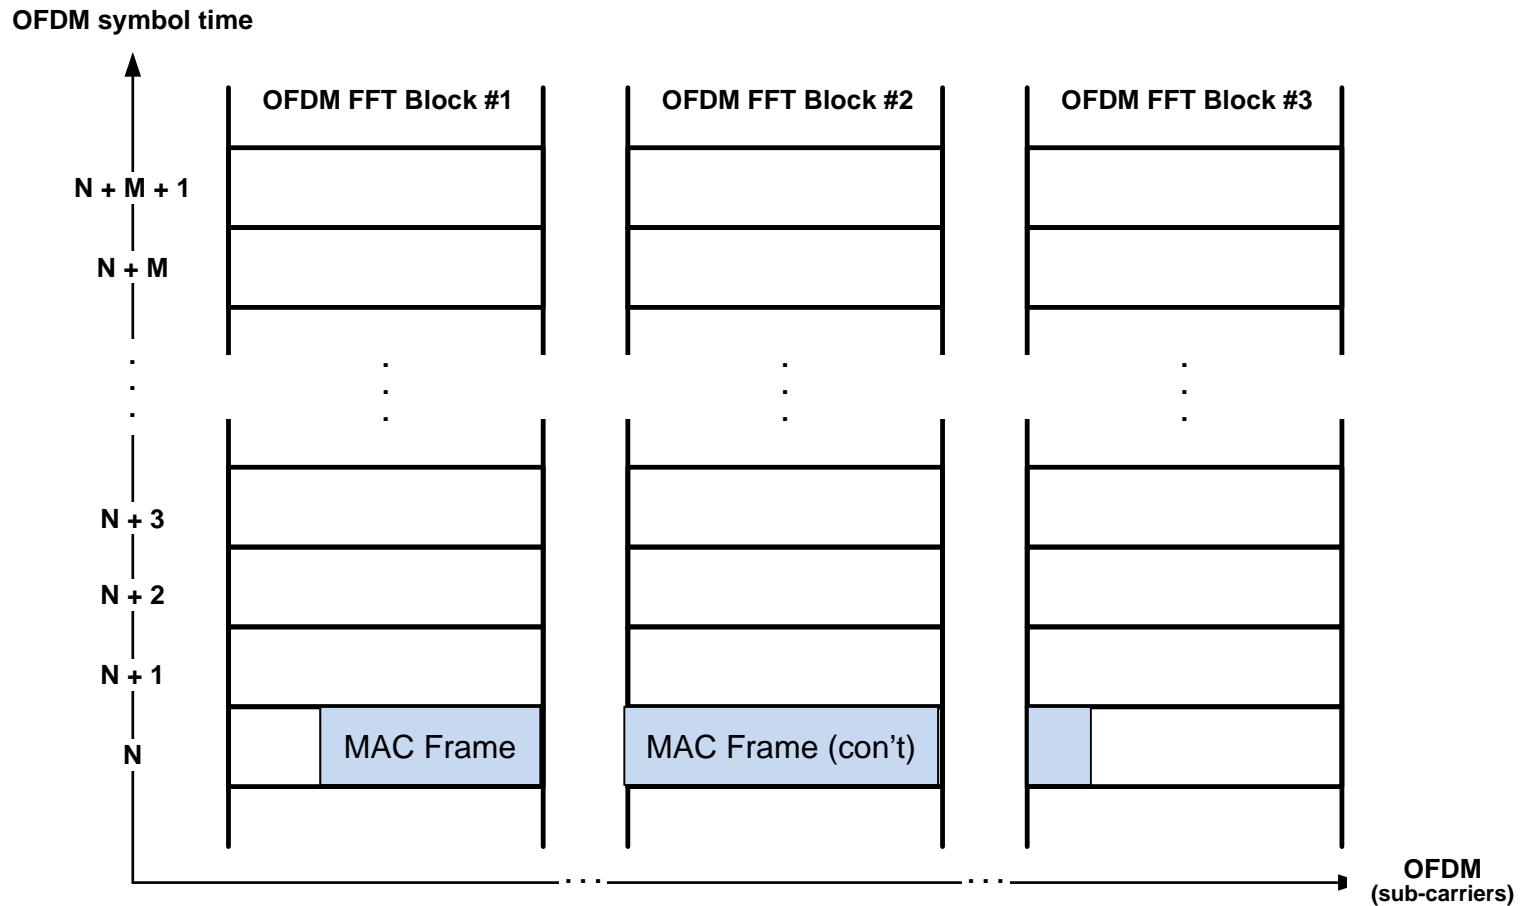 OFDM symbol time
OFDM FFT Block #1
OFDM FFT Block #2
OFDM FFT Block #3
N + M + 1
N + M
N + 3
N + 2
N + 1
N
MAC Frame
MAC Frame (con't)
OFDM
(sub-carriers)